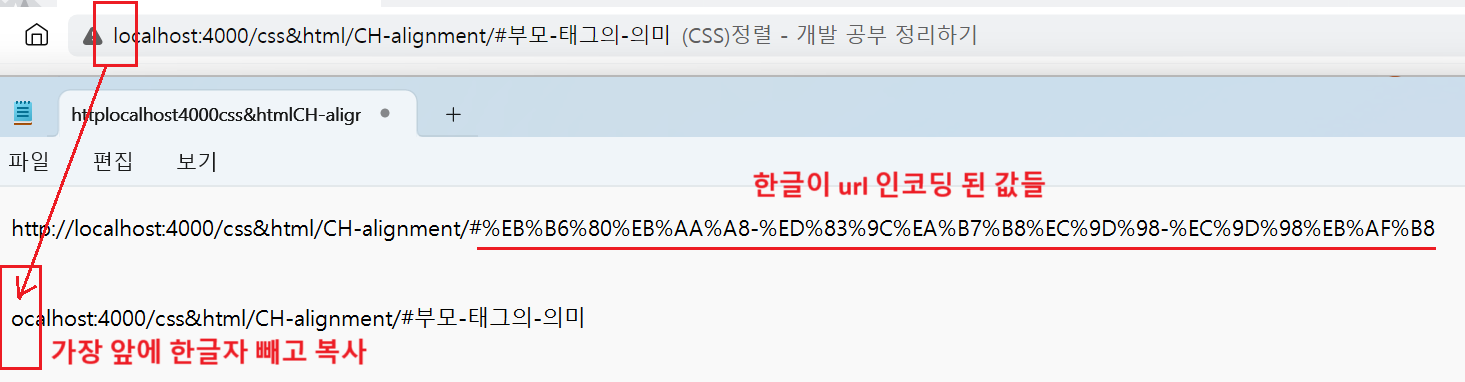 localhost:4000/css&html/CH-alignment/#부모-태그의-의미 (CSS)정렬 - 개발 공부 정리하기
httplocalhost4000css&htmlCH-aligr
파일 편집 보기
한글이 url 인코딩 된 값들
http://localhost:4000/css&html/CH-alignment/#%EB%B6%80%EB%AA%A8-%ED%83%9C%EA%B7%B8%EC%9D%98-%EC%9D%98%EB%AF%B8
ocalhost:4000/css&html/CH-alignment/#부모-태그의-의미
가장 앞에 한글자 빼고 복사